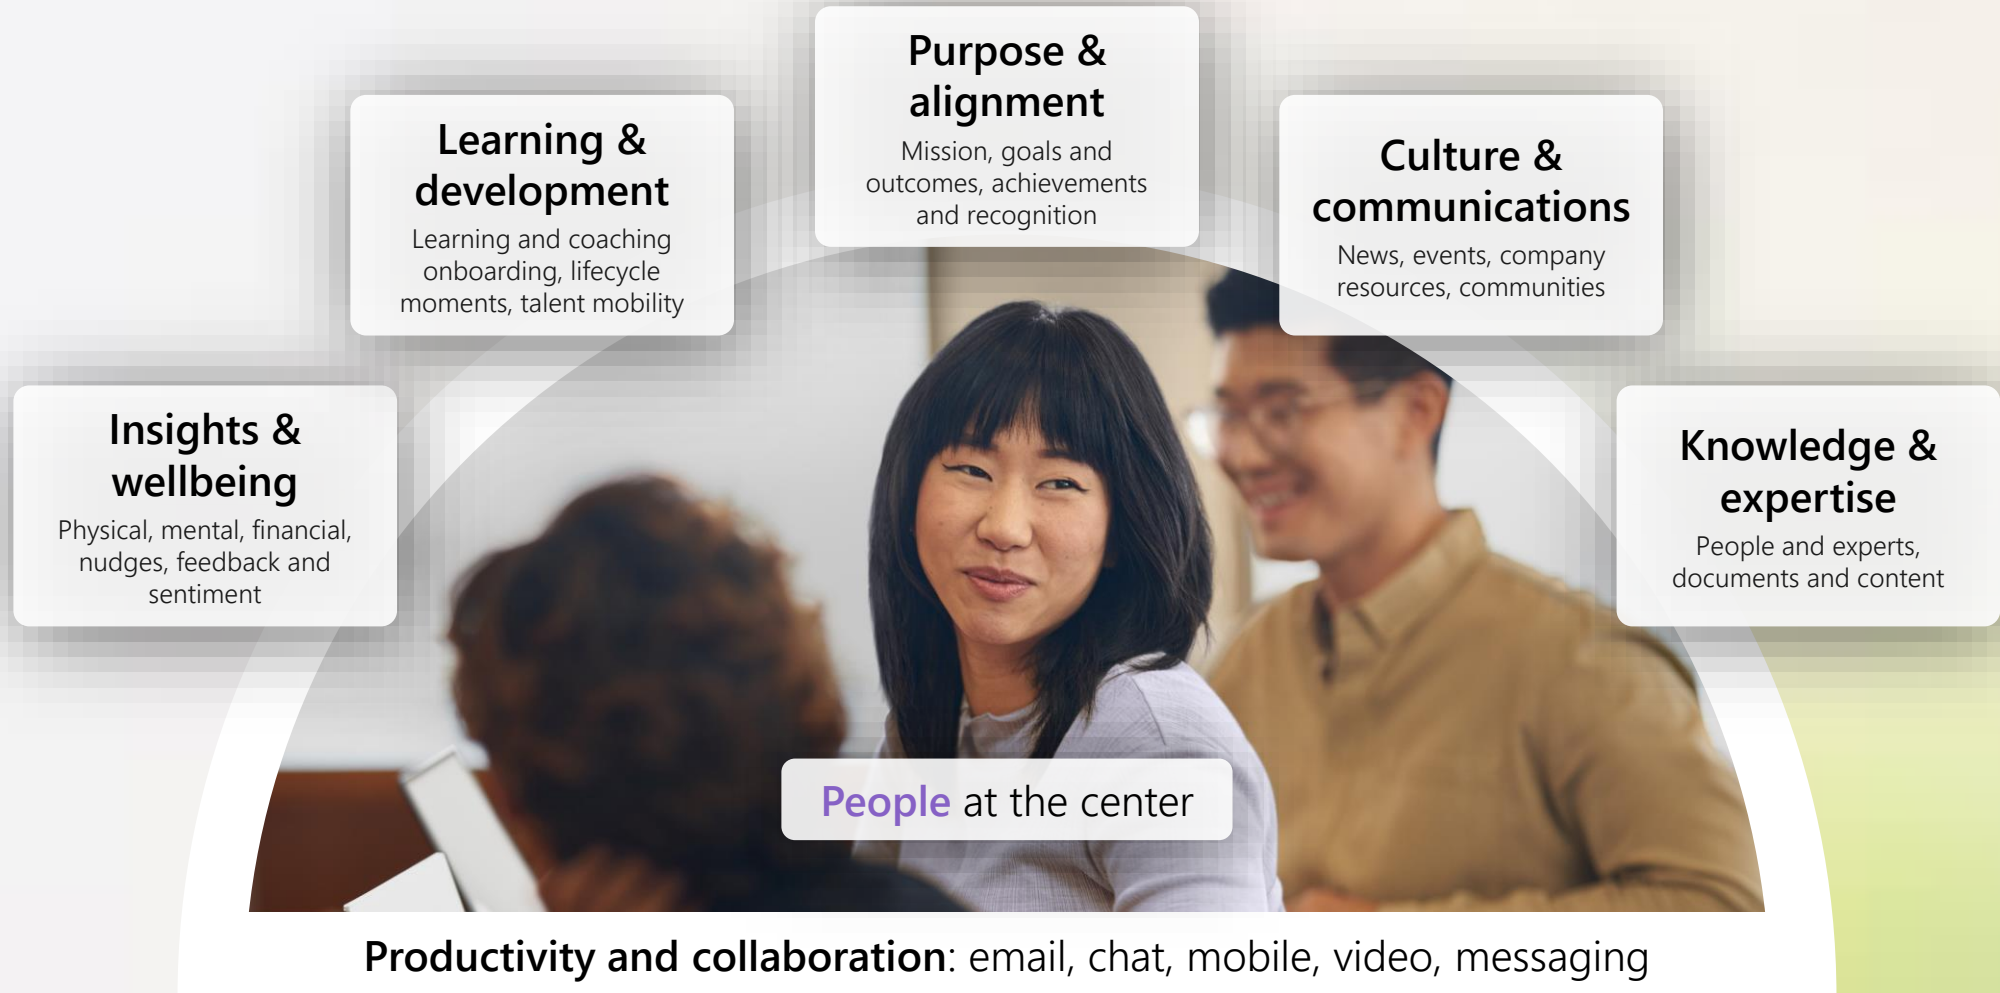 Purpose &
alignment
Mission, goals and
outcomes, achievements
and recognition
Learning &
development
Learning and coaching
onboarding, lifecycle
moments, talent mobility
Culture &
communications
News, events, company
resources, communities
Insights &
wellbeing
Physical, mental, financial,
nudges, feedback and
sentiment
Knowledge &
expertise
People and experts,
documents and content
People at the center
Productivity and collaboration: email, chat, mobile, video, messaging